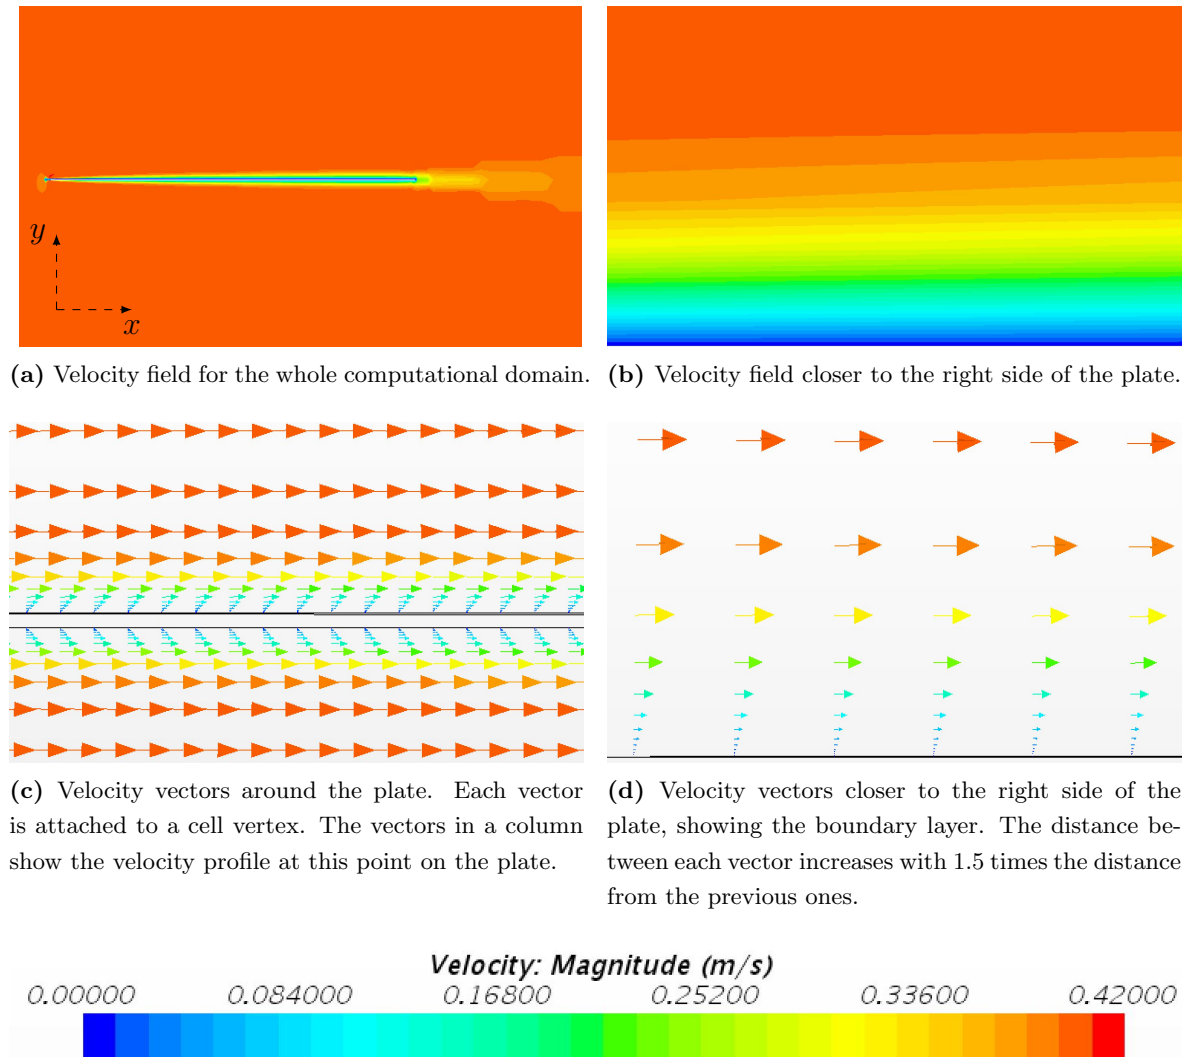 y
x
(a) Velocity field for the whole computational domain.
(b) Velocity field closer to the right side of the plate.
(c) Velocity vectors around the plate. Each vector
is attached to a cell vertex. The vectors in a column
show the velocity profile at this point on the plate.
(d) Velocity vectors closer to the right side of the
plate, showing the boundary layer. The distance be-
tween each vector increases with 1.5 times the distance
from the previous ones.
Velocity: Magnitude (m/s)
0.00000 0.084000 0.16800 0.25200 0.33600 0.42000